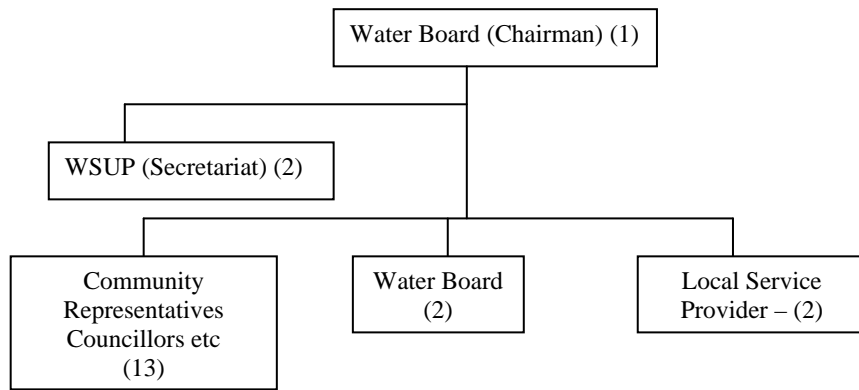 Water Board (Chairman) (1)
WSUP (Secretariat) (2)
Community
Representatives
Councillors etc
(13)
Water Board
(2)
Local Service
Provider – (2)